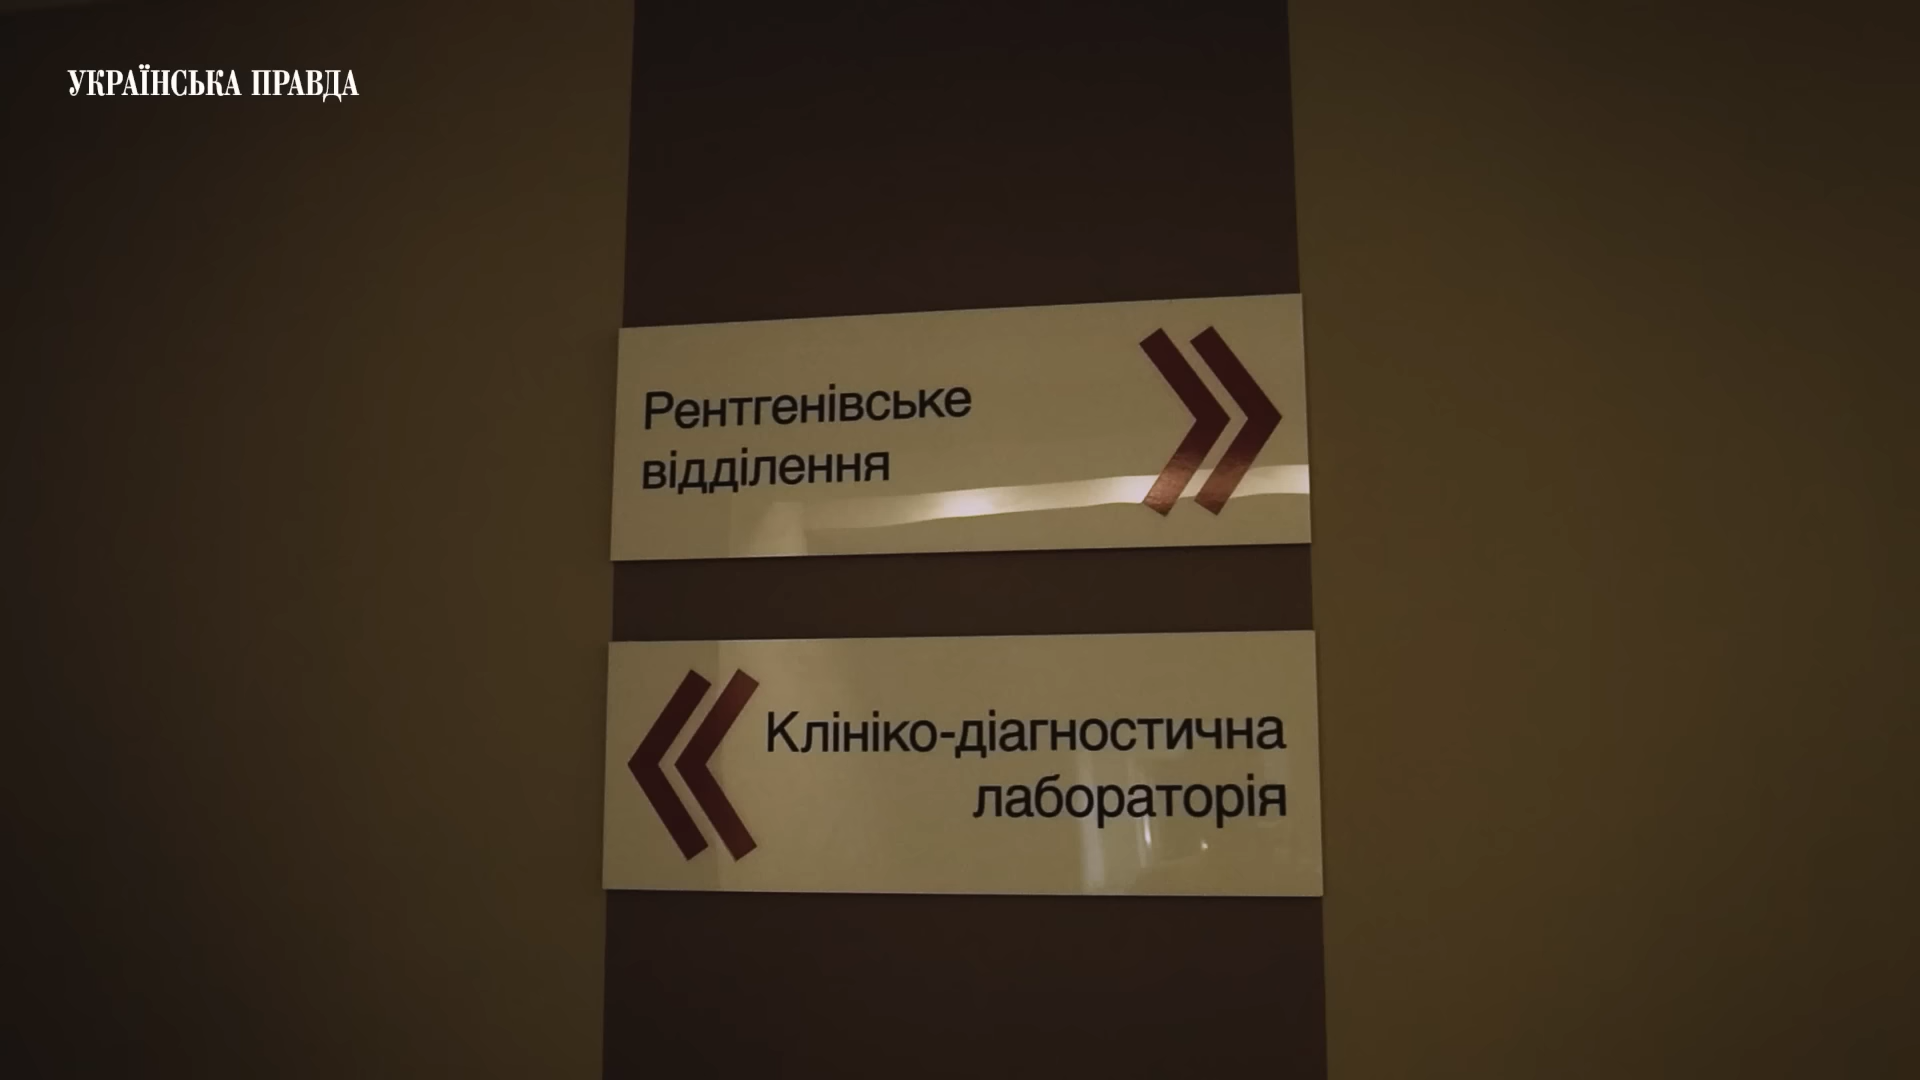 УКРАЇНСЬКА ПРАВДА
Рентгенівське
відділення
Клініко-діагностична
лабораторія